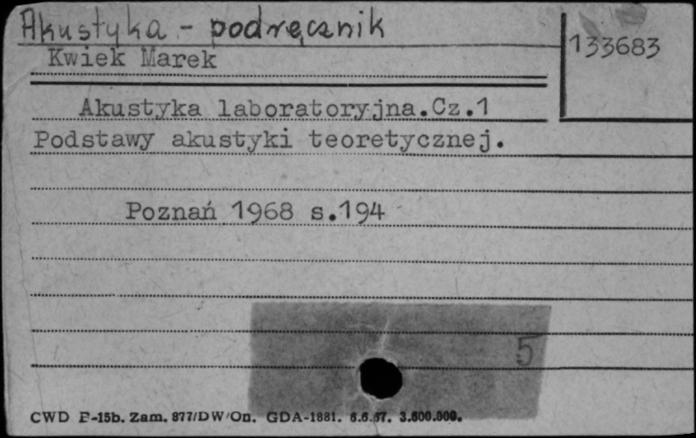 Akustyka - podręcznik
133683
Kwiek Marek
Akustyka laboratoryjna.Cz.1
Podstawy akustyki teoretycznej.
Poznań 1968 s.194
5
CWD P-15b. Zam. 877/DW/On. GDA-1881. 6.6.67. 3.600.000.